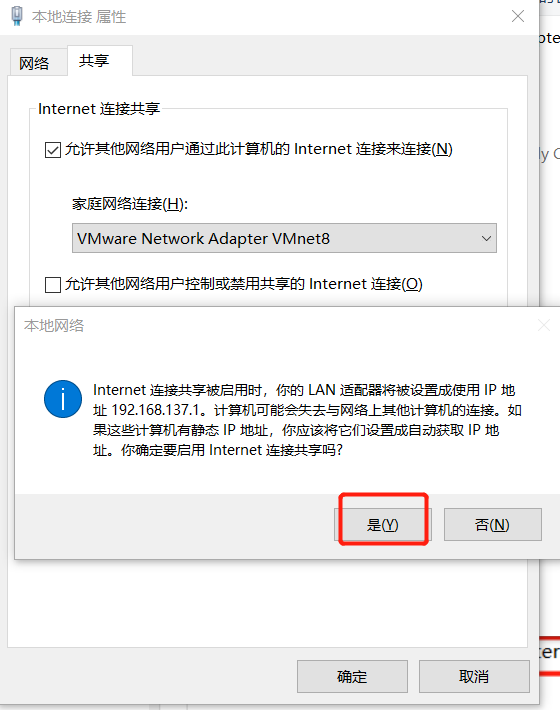 本地连接 属性
网络
共享
Internet 连接共享
允许其他网络用户通过此计算机的 Internet 连接来连接(N)
家庭网络连接(H):
VMware Network Adapter VMnet8
允许其他网络用户控制或禁用共享的 Internet 连接(O)
本地网络
Internet 连接共享被启用时，你的 LAN 适配器将被设置成使用 IP 地
址 192.168.137.1。计算机可能会失去与网络上其他计算机的连接。如
果这些计算机有静态 IP 地址，你应该将它们设置成自动获取 IP 地
址。你确定要启用 Internet 连接共享吗?
是(Y)
否(N)
确定
取消